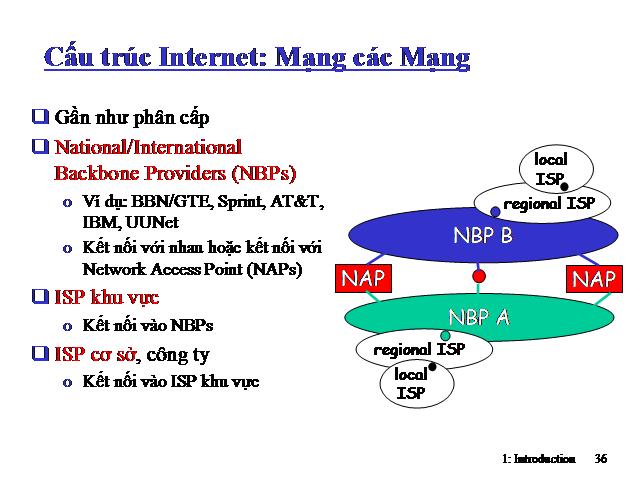 Cấu trúc Internet: Mạng các Mạng
Gần như phân cấp
National/International
Backbone Providers (NBPs)
o Ví dụ: BBN/GTE, Sprint, AT&T,
IBM, UUNet
o Kết nối với nhau hoặc kết nối với
Network Access Point (NAPs)
ISP khu vực
o Kết nối vào NBPs
ISP cơ sở, công ty
o Kết nối vào ISP khu vực
local
ISP
regional ISP
NBP B
NAP
NAP
NBP A
regional ISP
local
ISP
1: Introduction 36